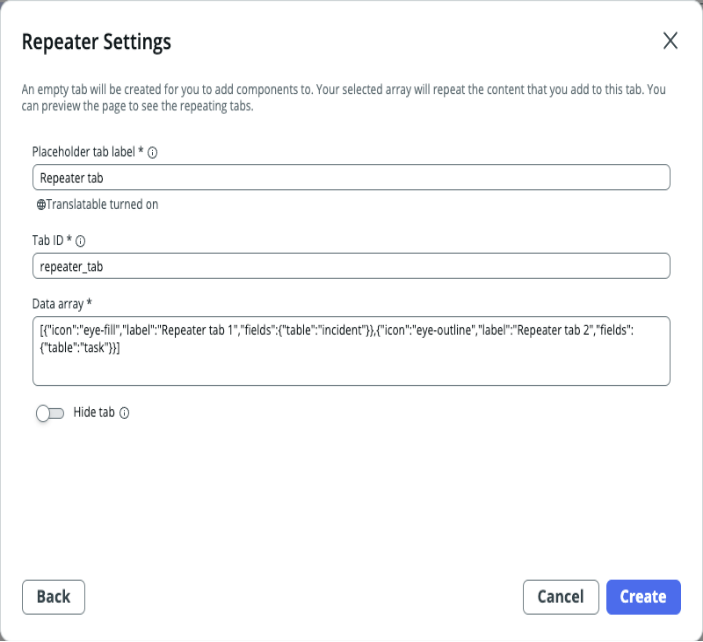 Repeater Settings
An empty tab will be created for you to add components to. Your selected array will repeat the content that you add to this tab. You
can preview the page to see the repeating tabs.
Placeholder tab label *
Repeater tab
Translatable turned on
Tab ID *
repeater_tab
Data array *
[{"icon":"eye-fill","label":"Repeater tab 1","fields":{"table":"incident"}},{"icon":"eye-outline","label":"Repeater tab 2","fields":
{"table":"task"}}]
Hide tab
Back
Cancel
Create